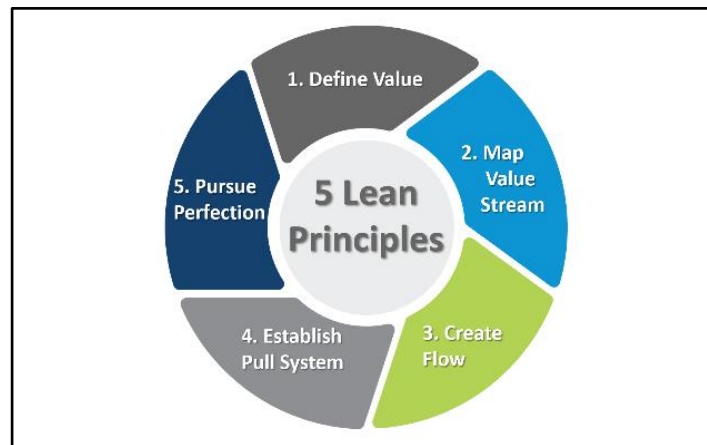 1. Define Value
2. Map
Value
Stream
3. Create
Flow
4. Establish
Pull System
5. Pursue
Perfection
5 Lean
Principles